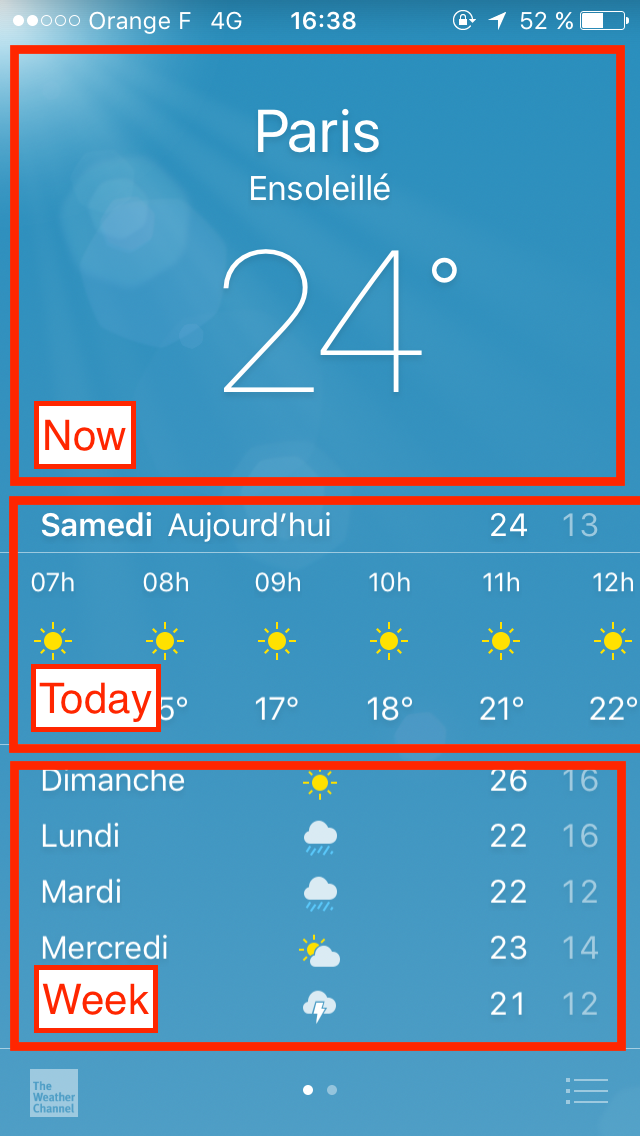 Orange F 4G 16:38 52 %
Paris
Ensoleillé
24°
Now
Samedi Aujourd’hui 24 13
07h 08h 09h 10h 11h 12h
5° 17° 18° 21° 22°
Today
Dimanche 26 16
Lundi 22 16
Mardi 22 12
Mercredi 23 14
21 12
Week
The
Weather
Channel